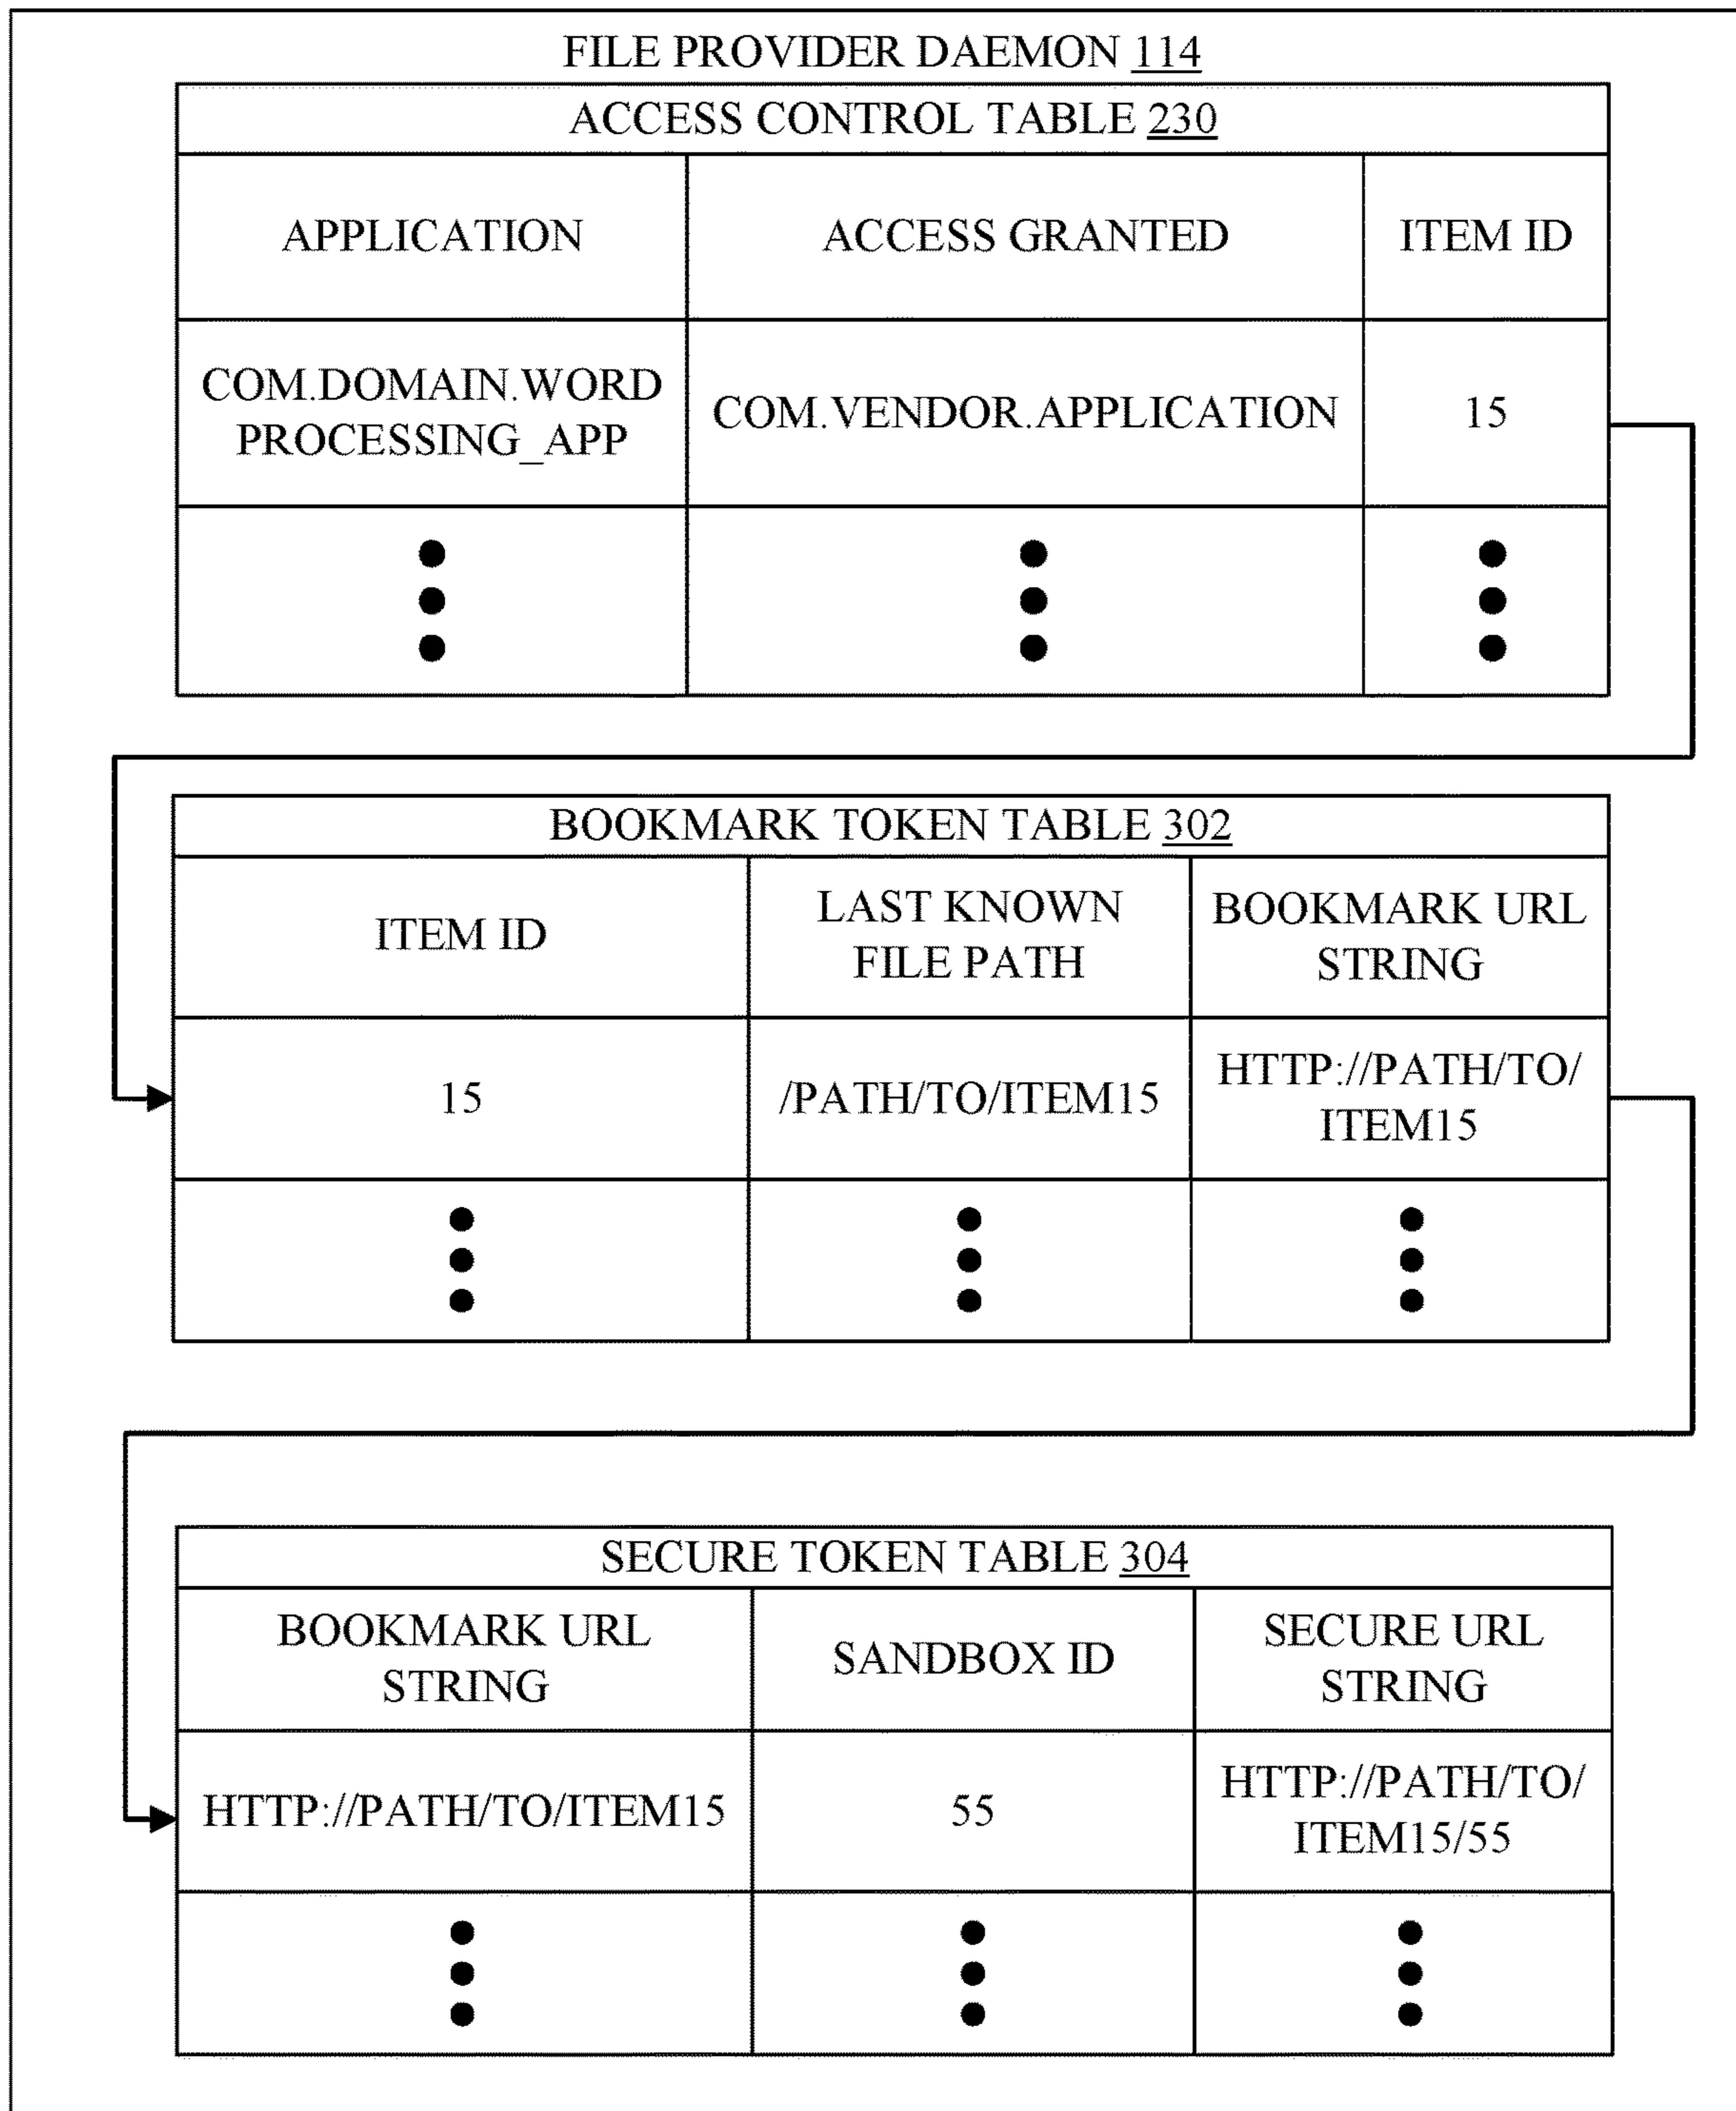 FILE PROVIDER DAEMON 114
ACCESS CONTROL TABLE 230
APPLICATION
ACCESS GRANTED
ITEM ID
COM.DOMAIN.WORD
PROCESSING_APP
COM.VENDOR.APPLICATION
15
BOOKMARK TOKEN TABLE 302
ITEM ID
LAST KNOWN
FILE PATH
BOOKMARK URL
STRING
15
/PATH/TO/ITEM15
HTTP://PATH/TO/
ITEM15
SECURE TOKEN TABLE 304
BOOKMARK URL
STRING
SANDBOX ID
SECURE URL
STRING
HTTP://PATH/TO/ITEM15
55
HTTP://PATH/TO/
ITEM15/55